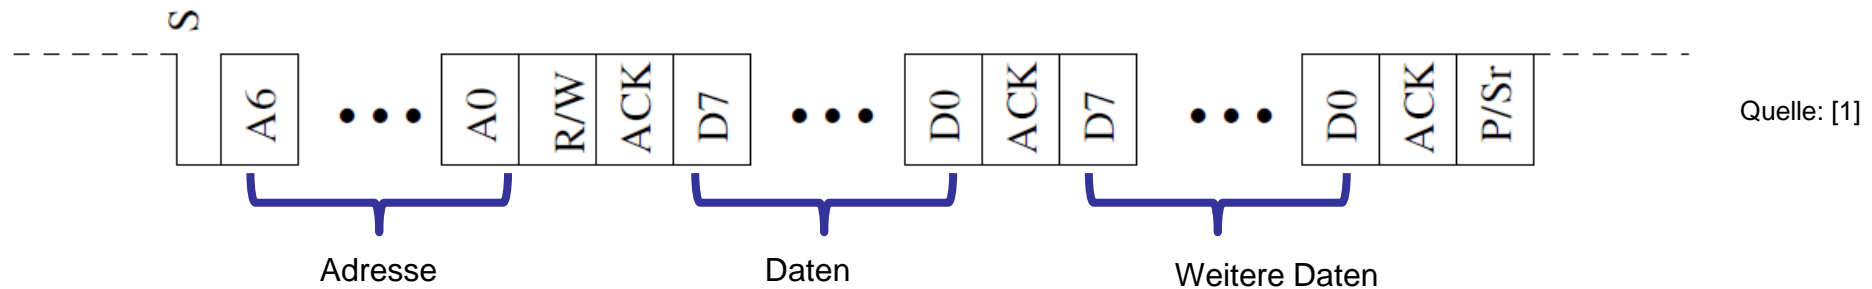 S
A6 ••• A0 R/W ACK D7 ••• D0 ACK D7 ••• D0 ACK P/Sr
Quelle: [1]
Adresse Daten Weitere Daten